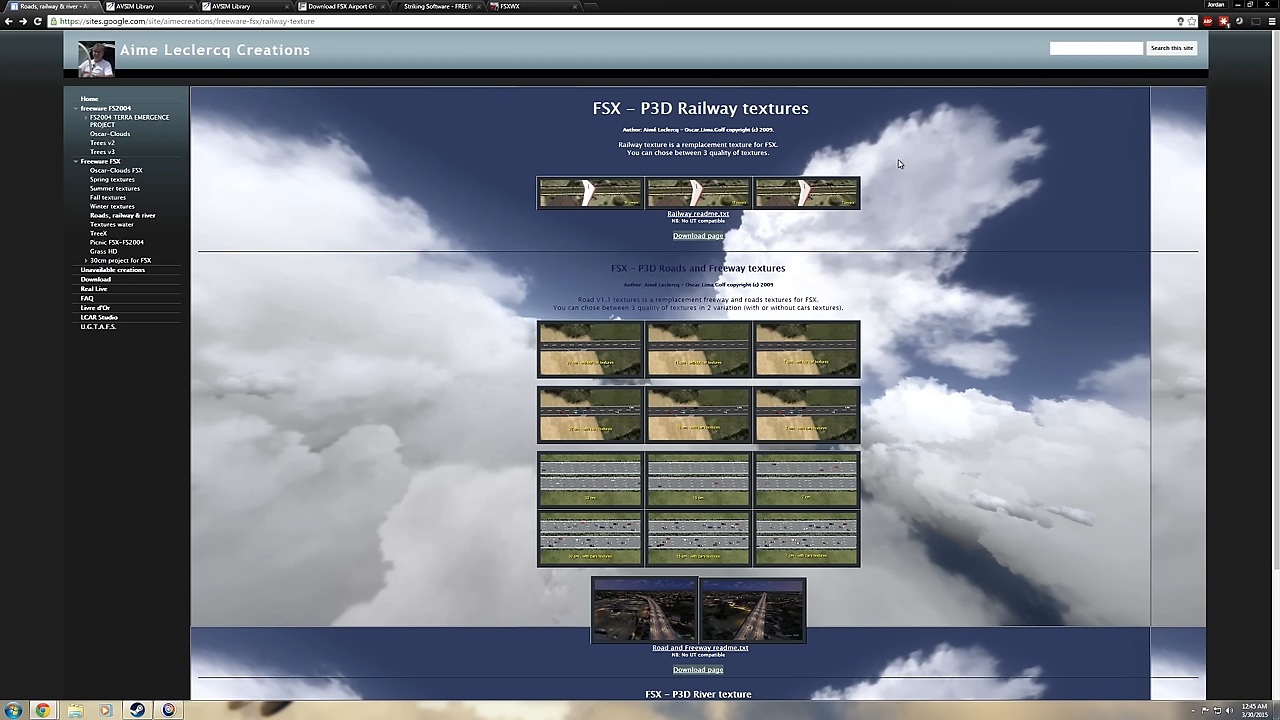 Roads, railway & river - A
AVSIM Library
AVSIM Library
Download FSX Airport Gr
Striking Software - FREEW
FSXWX
Jordan
https://sites.google.com/site/aimecreations/freeware-fsx/railway-texture
Aime Leclercq Creations
Search this site
Home
freeware FS2004
FS2004 TERRA EMERGENCE
PROJECT
Oscar-Clouds
Trees v2
Trees v3
Freeware FSX
Oscar-Clouds FSX
Spring textures
Summer textures
Fall textures
Winter textures
Roads, railway & river
Textures water
TreeX
Picnic FSX-FS2004
Grass HD
30cm project for FSX
Unavailable creations
Download
Real Live
FAQ
Livre d'Or
LCAR Studio
U.G.T.A.F.S.
FSX - P3D Railway textures
Author: Aimé Leclercq - Oscar.Lima.Golf copyright (c) 2009.
Railway texture is a remplacement texture for FSX.
You can chose between 3 quality of textures.
Railway readme.txt
NB: No UT compatible
Download page
FSX - P3D Roads and Freeway textures
Author: Aimé Leclercq - Oscar.Lima.Golf copyright (c) 2009
Road V1.1 textures is a remplacement freeway and roads textures for FSX.
You can chose between 3 quality of textures in 2 variation (with or without cars textures).
Road and Freeway readme.txt
NB: No UT compatible
Download page
FSX - P3D River texture
12:45 AM
3/30/2015